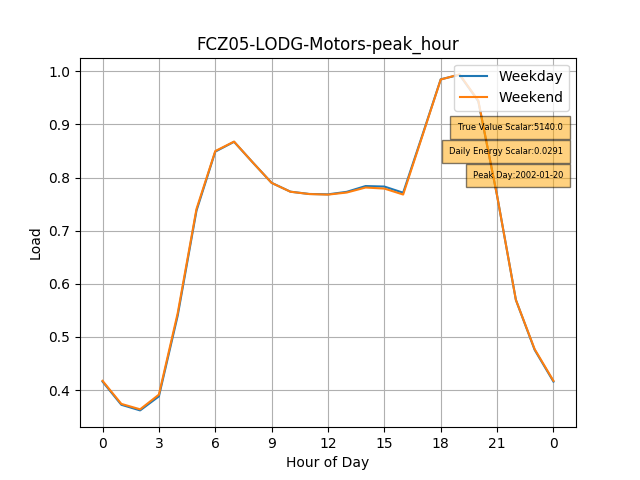 FCZ05-LODG-Motors-peak_hour
1.0
0.9
0.8
0.7
0.6
0.5
0.4
Load
Weekday
Weekend
True Value Scalar:5140.0
Daily Energy Scalar:0.0291
Peak Day:2002-01-20
0 3 6 9 12 15 18 21 0
Hour of Day